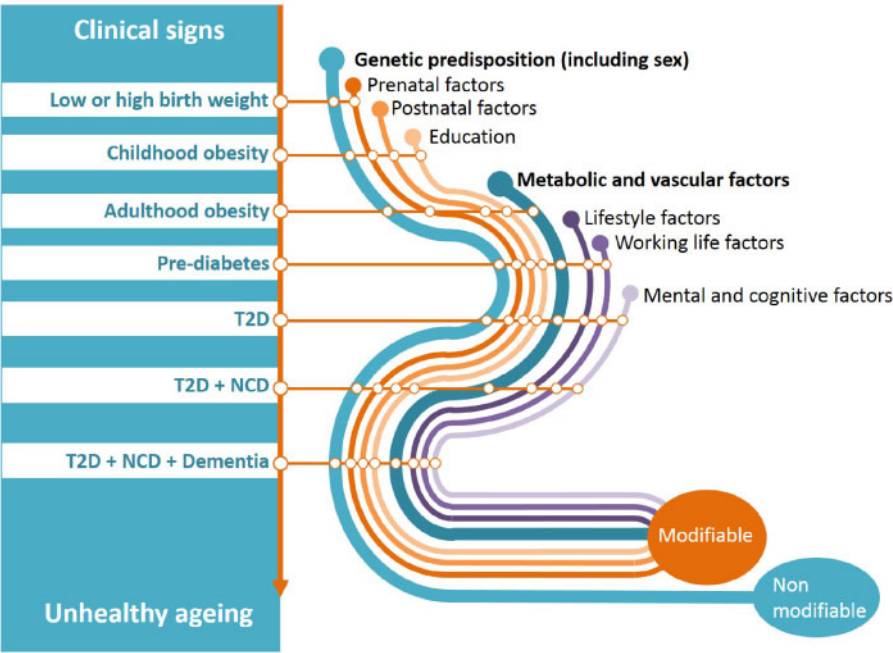 Clinical signs
Genetic predisposition (including sex)
Prenatal factors
Low or high birth weight
Postnatal factors
Education
Childhood obesity
Metabolic and vascular factors
Adulthood obesity
Lifestyle factors
Working life factors
Pre-diabetes
Mental and cognitive factors
T2D
T2D + NCD
T2D + NCD + Dementia
Modifiable
Non
modifiable
Unhealthy ageing